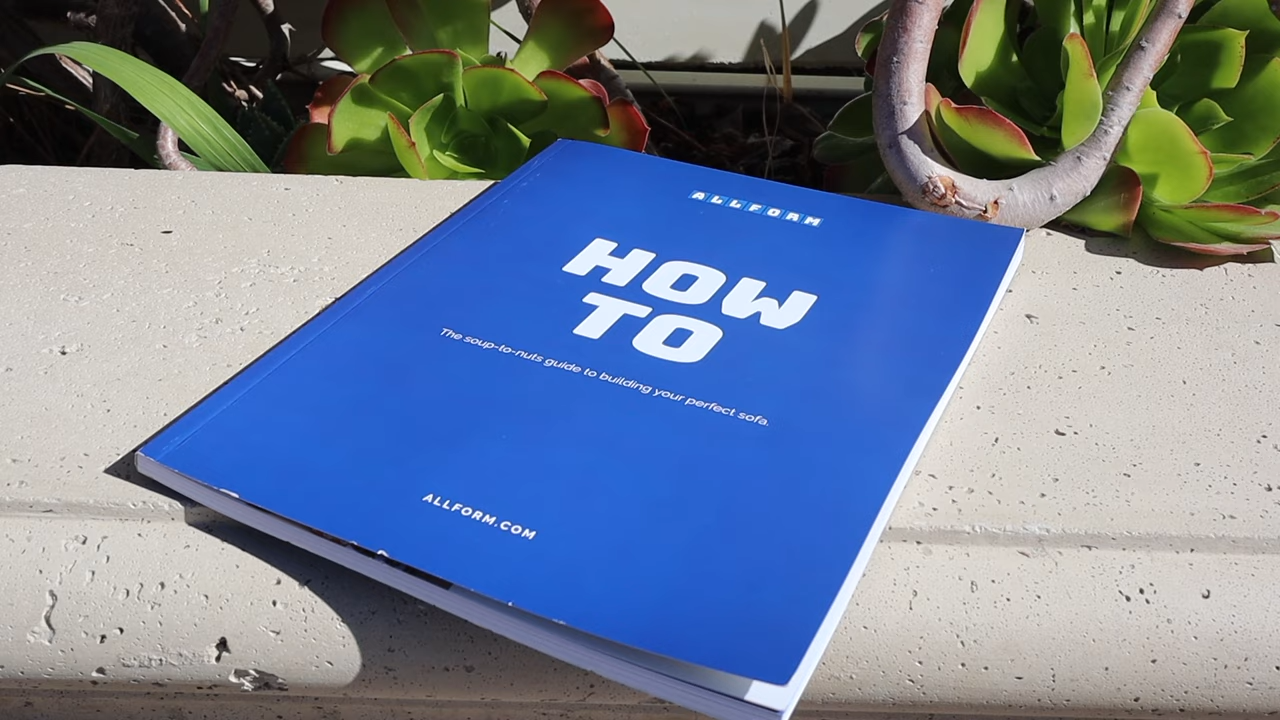 ALLFORM
HOW
TO
The soup-to-nuts guide to building your perfect sofa.
ALLFORM.COM